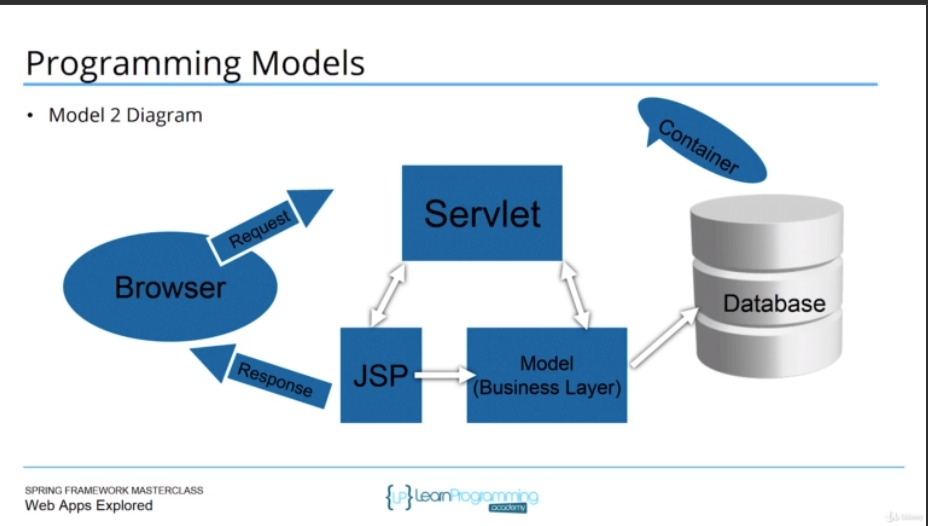 Programming Models
• Model 2 Diagram
Container
Request
Servlet
Browser
Database
Response
JSP
Model
(Business Layer)
SPRING FRAMEWORK MASTERCLASS
Web Apps Explored
{LP} LearnProgramming
academy
Udemy